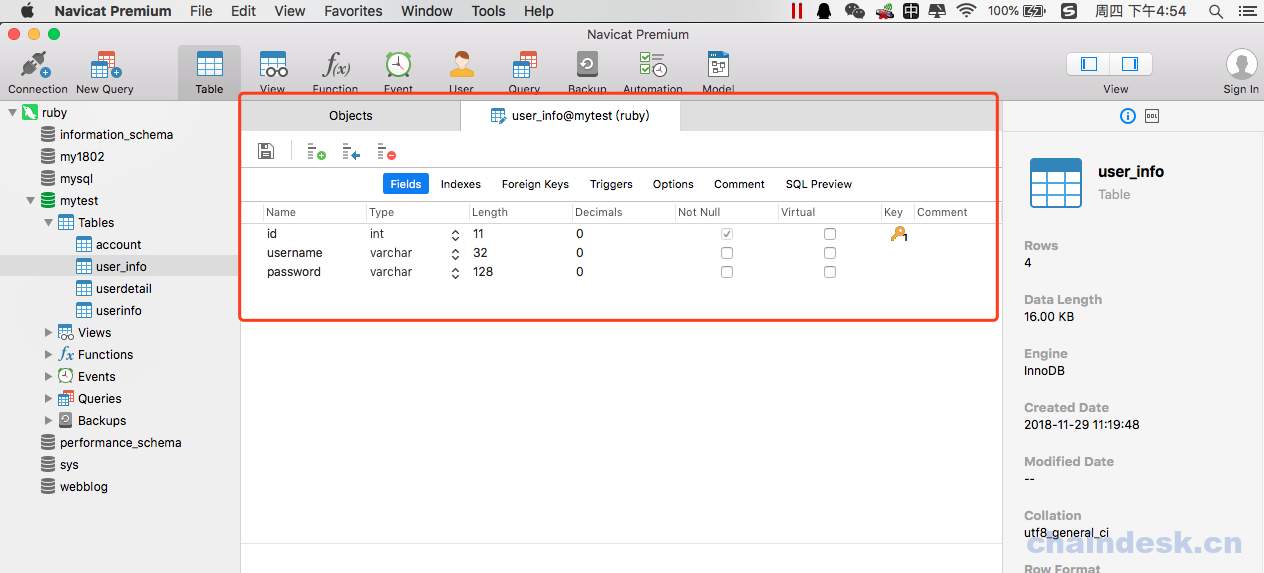 Navicat Premium File Edit View Favorites Window Tools Help 100% 周四 下午4:54
Navicat Premium
Connection New Query Table View Function Event User Query Backup Automation Model View Sign In
Objects user_info@mytest (ruby)
ruby
information_schema
my1802
mysql
mytest
Tables
account
user_info
userdetail
userinfo
Views
Functions
Events
Queries
Backups
performance_schema
sys
webblog
Fields Indexes Foreign Keys Triggers Options Comment SQL Preview
Name Type Length Decimals Not Null Virtual Key Comment
id int 11 0 1
username varchar 32 0
password varchar 128 0
DDL
user_info
Table
Rows
4
Data Length
16.00 KB
Engine
InnoDB
Created Date
2018-11-29 11:19:48
Modified Date
--
Collation
utf8_general_ci
Row Format
chaindesk.cn